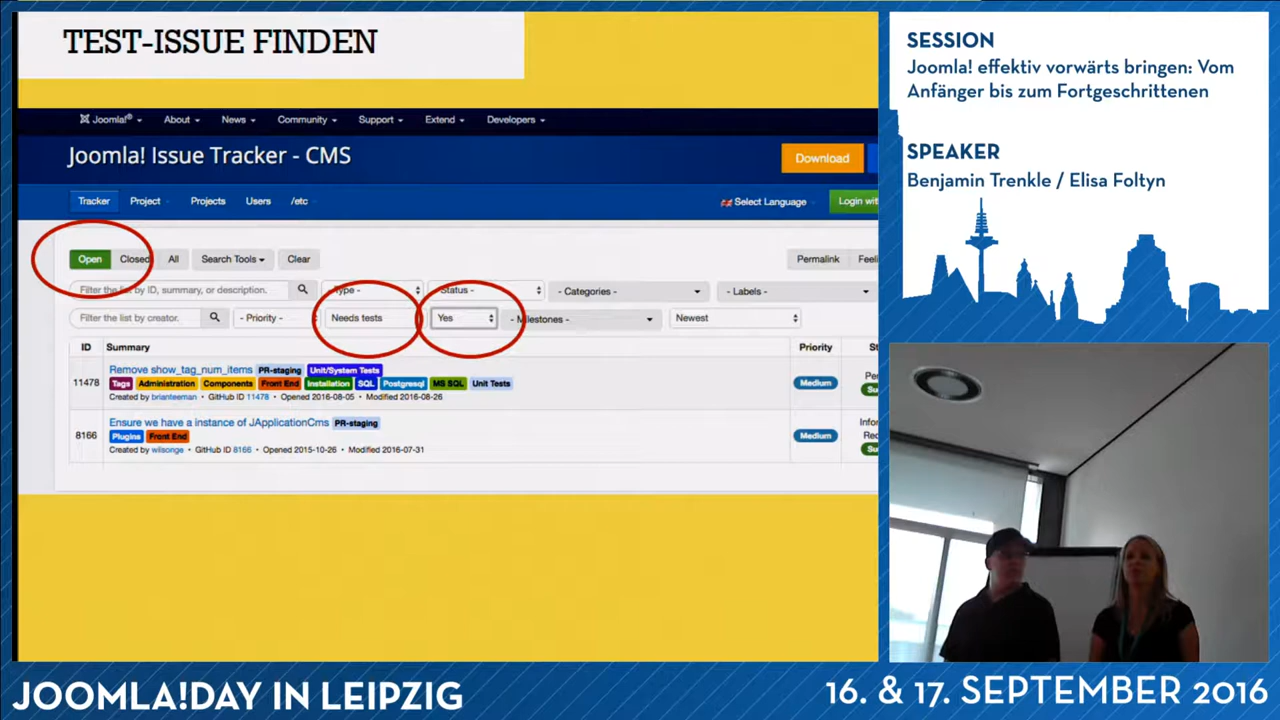 TEST-ISSUE FINDEN
Joomla!® About News Community Support Extend Developers
Joomla! Issue Tracker - CMS
Download
Tracker Project Projects Users /etc
Select Language
Login
Open Closed All Search Tools Clear
Permalink
Filter the list by ID, summary, or description.
Type -
Status -
- Categories -
- Labels -
Filter the list by creator.
- Priority -
Needs tests
Yes
- Milestones -
Newest
ID Summary Priority
11478
Remove show_tag_num_items PR-staging Unit/System Tests
Tags Administration Components Front End Installation SQL Postgresql MS SQL Unit Tests
Created by brianteeman • GitHub ID 11478 • Opened 2016-08-05 • Modified 2016-08-26
Medium
8166
Ensure we have a instance of JApplicationCms PR-staging
Plugins Front End
Created by wilsonge • GitHub ID 8166 • Opened 2015-10-26 • Modified 2016-07-31
Medium
SESSION
Joomla! effektiv vorwärts bringen: Vom
Anfänger bis zum Fortgeschrittenen
SPEAKER
Benjamin Trenkle / Elisa Foltyn
JOOMLA!DAY IN LEIPZIG
16. & 17. SEPTEMBER 2016